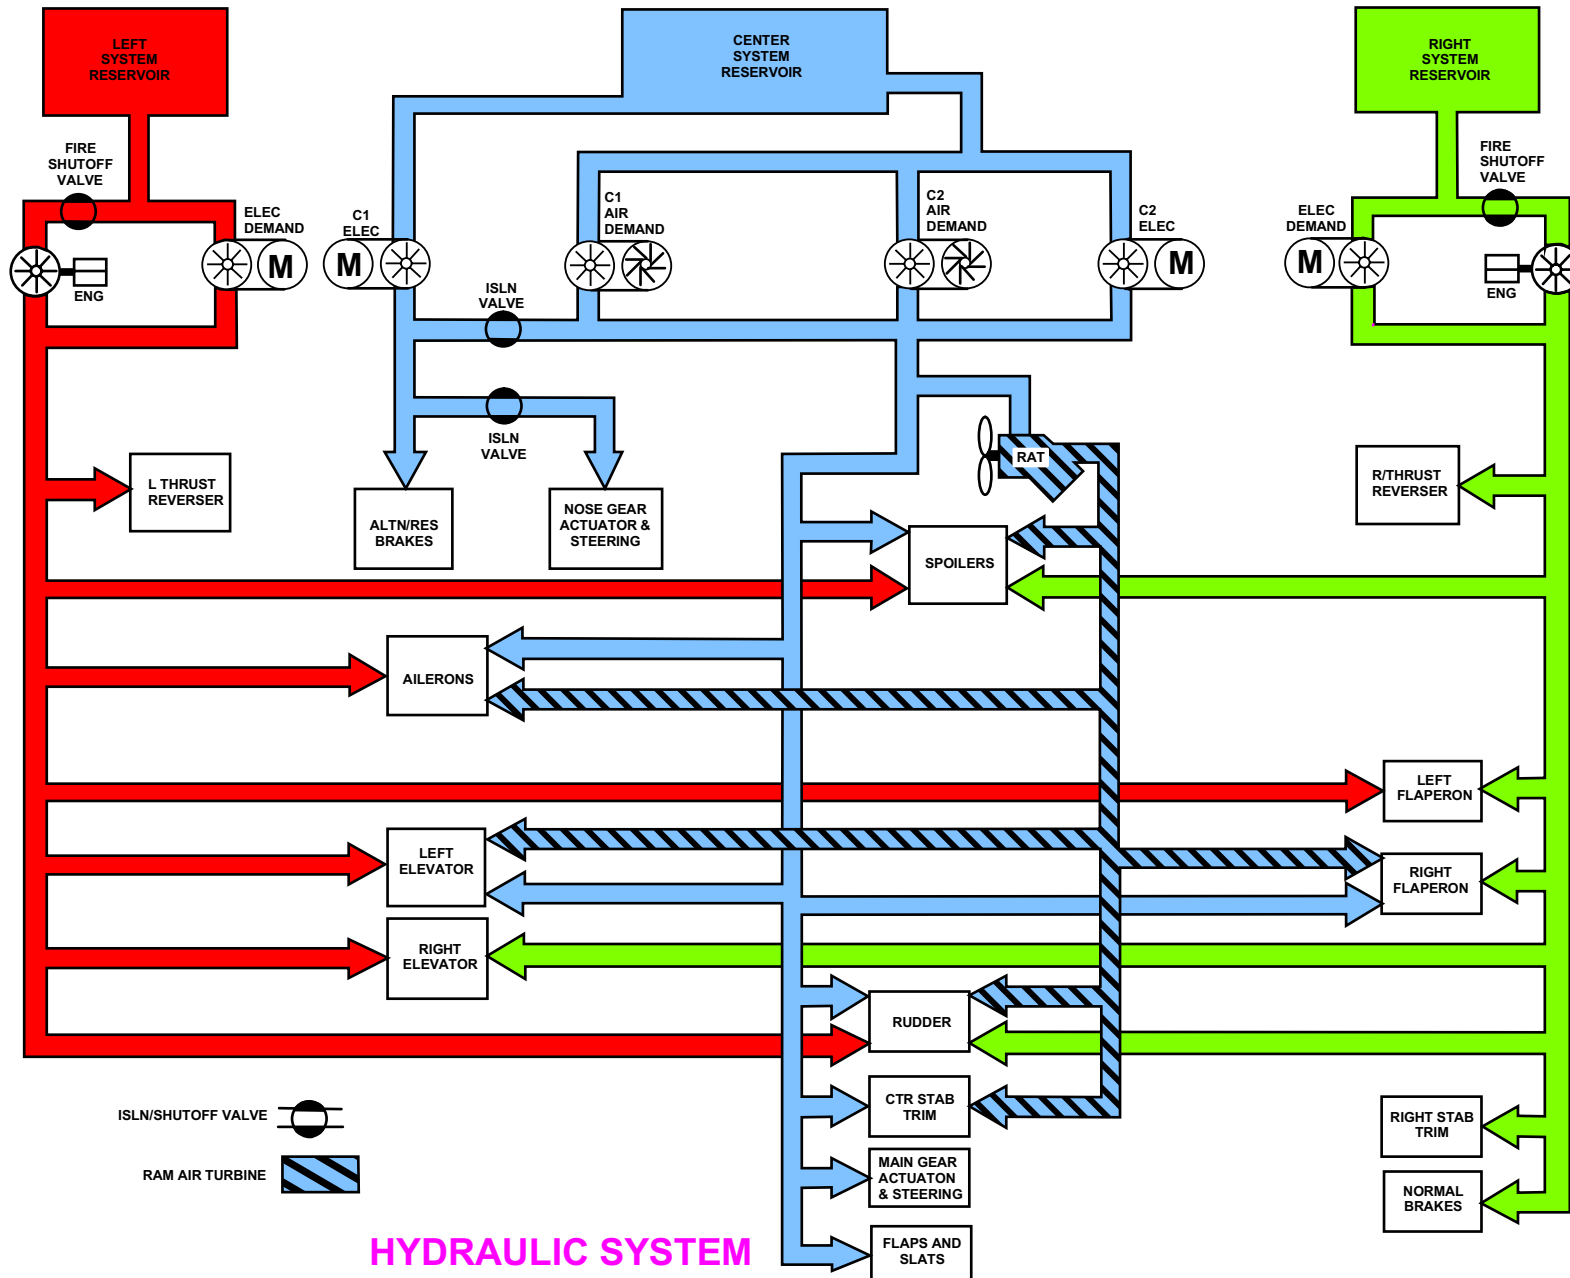 LEFT
SYSTEM
RESERVOIR
CENTER
SYSTEM
RESERVOIR
RIGHT
SYSTEM
RESERVOIR
FIRE
SHUTOFF
VALVE
ELEC
DEMAND
M
ENG
C1
ELEC
M
C1
AIR
DEMAND
C2
AIR
DEMAND
C2
ELEC
M
ELEC
DEMAND
M
FIRE
SHUTOFF
VALVE
ENG
ISLN
VALVE
ISLN
VALVE
RAT
L THRUST
REVERSER
ALTN/RES
BRAKES
NOSE GEAR
ACTUATOR &
STEERING
R/THRUST
REVERSER
SPOILERS
AILERONS
LEFT
FLAPERON
LEFT
ELEVATOR
RIGHT
FLAPERON
RIGHT
ELEVATOR
RUDDER
CTR STAB
TRIM
MAIN GEAR
ACTUATON
& STEERING
FLAPS AND
SLATS
RIGHT STAB
TRIM
NORMAL
BRAKES
ISLN/SHUTOFF VALVE
RAM AIR TURBINE
HYDRAULIC SYSTEM